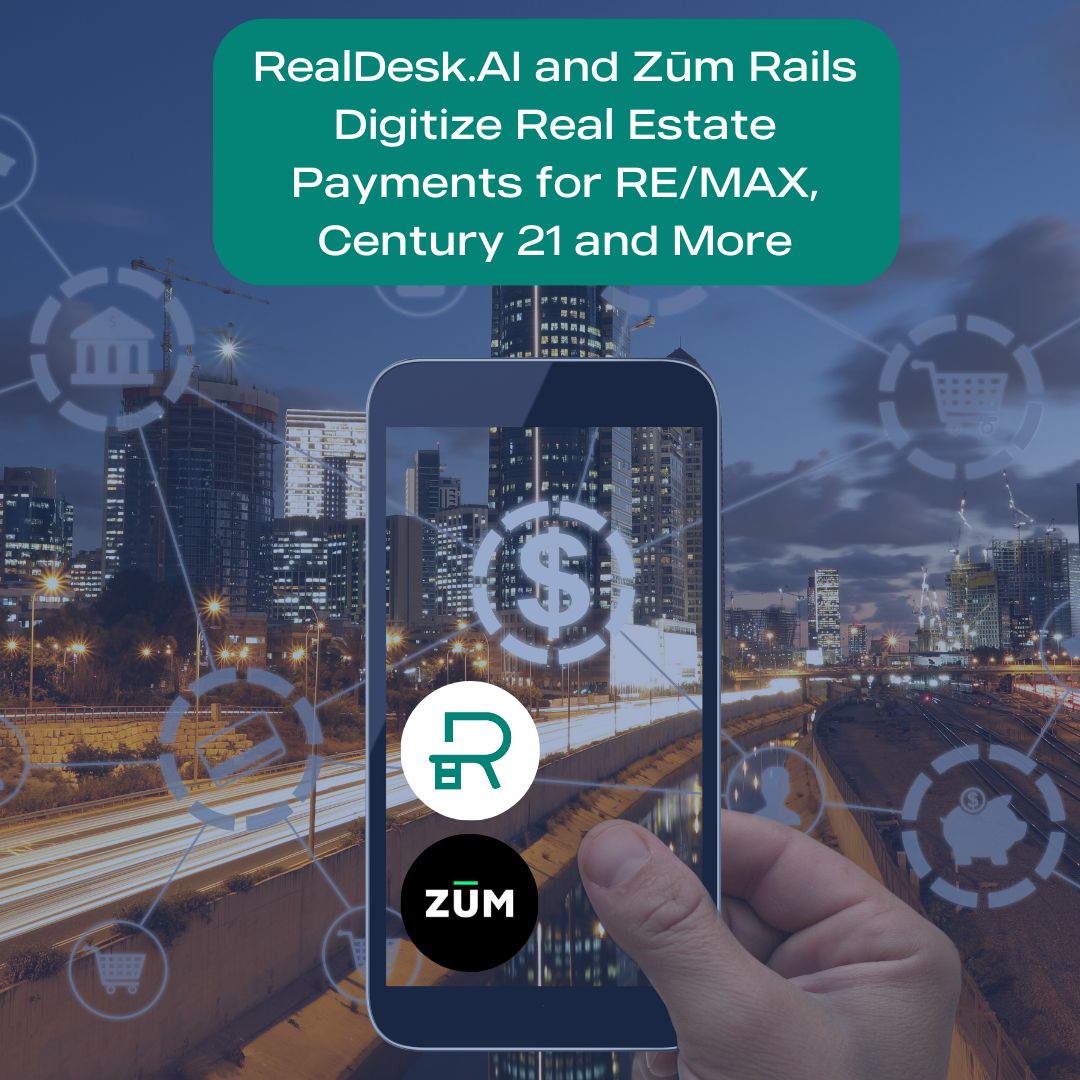 RealDesk.AI and Zūm Rails
Digitize Real Estate
Payments for RE/MAX,
Century 21 and More
$
$
R
ZŪM
$